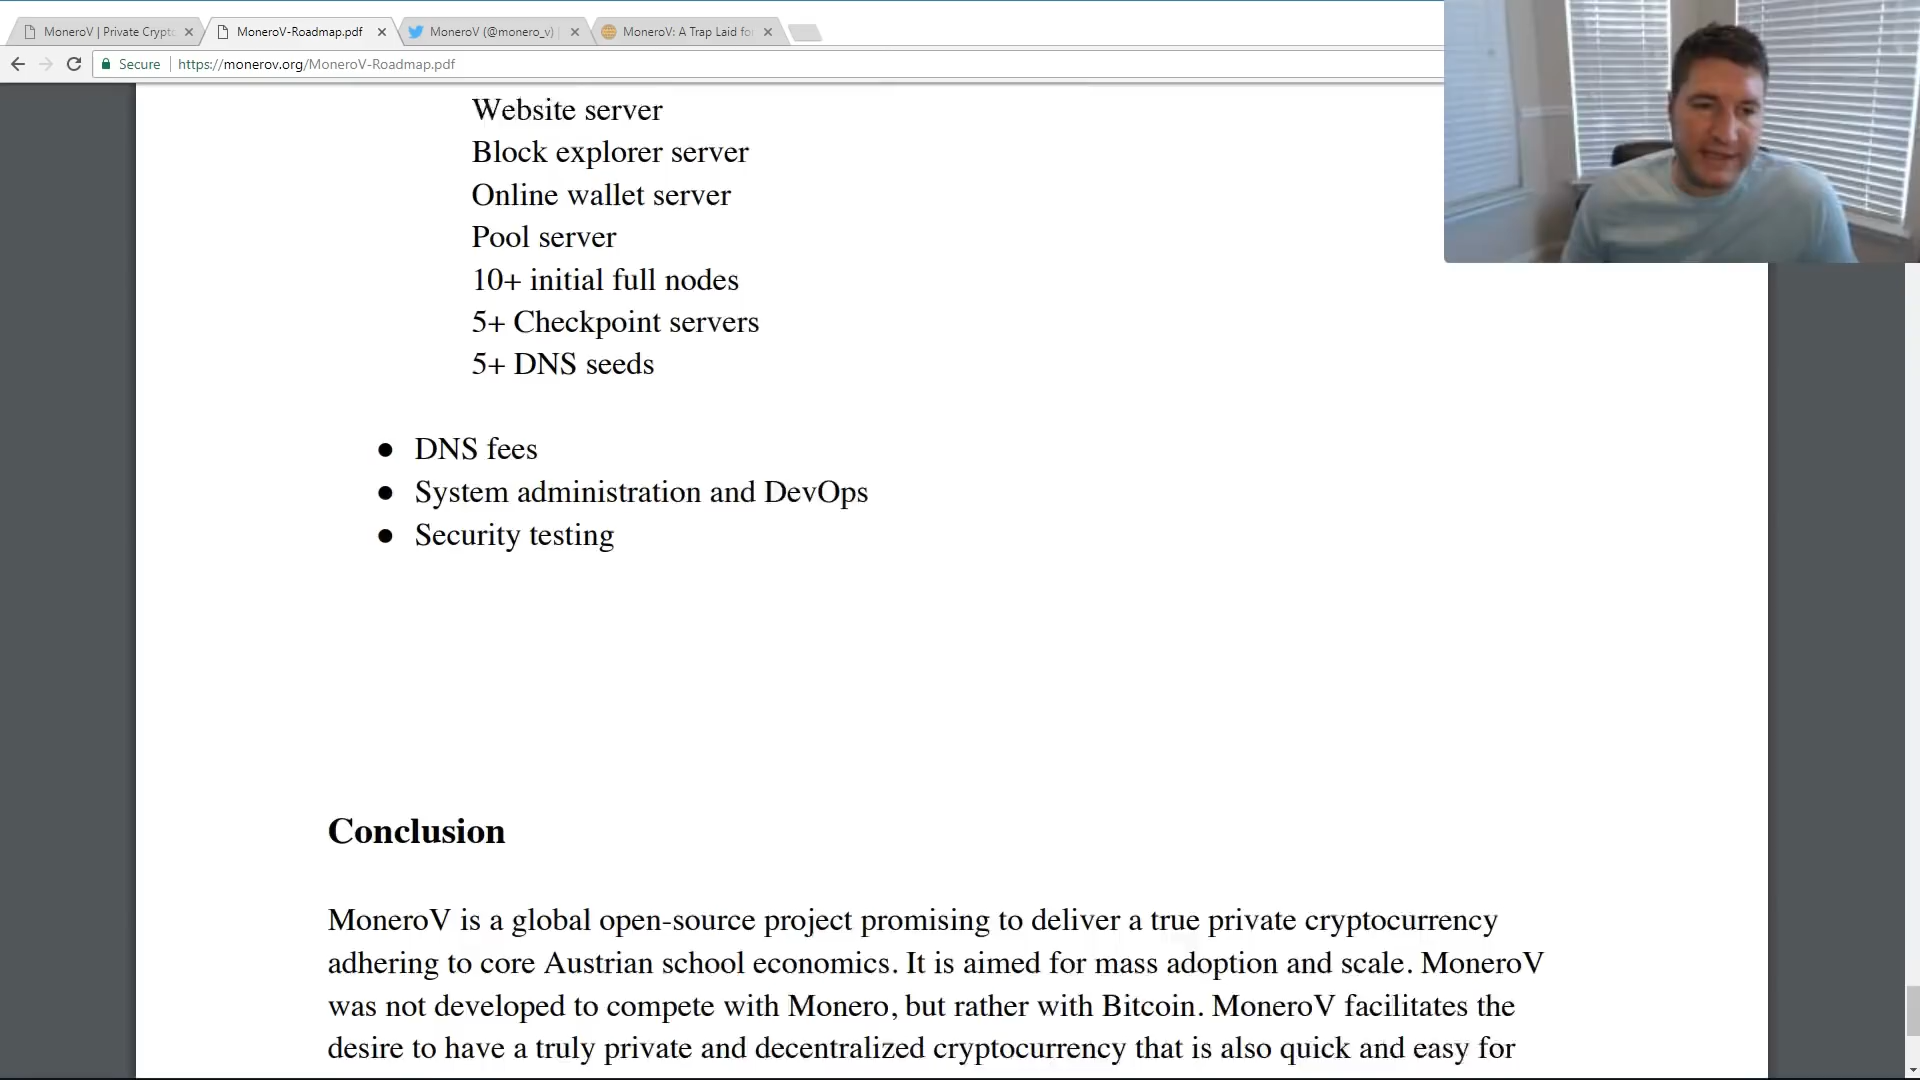 MoneroV | Private Crypto
MoneroV-Roadmap.pdf
MoneroV (@monero_v) |
MoneroV: A Trap Laid fo
Secure
https://monerov.org/MoneroV-Roadmap.pdf
Website server
Block explorer server
Online wallet server
Pool server
10+ initial full nodes
5+ Checkpoint servers
5+ DNS seeds
● DNS fees
● System administration and DevOps
● Security testing
Conclusion
MoneroV is a global open-source project promising to deliver a true private cryptocurrency
adhering to core Austrian school economics. It is aimed for mass adoption and scale. MoneroV
was not developed to compete with Monero, but rather with Bitcoin. MoneroV facilitates the
desire to have a truly private and decentralized cryptocurrency that is also quick and easy for